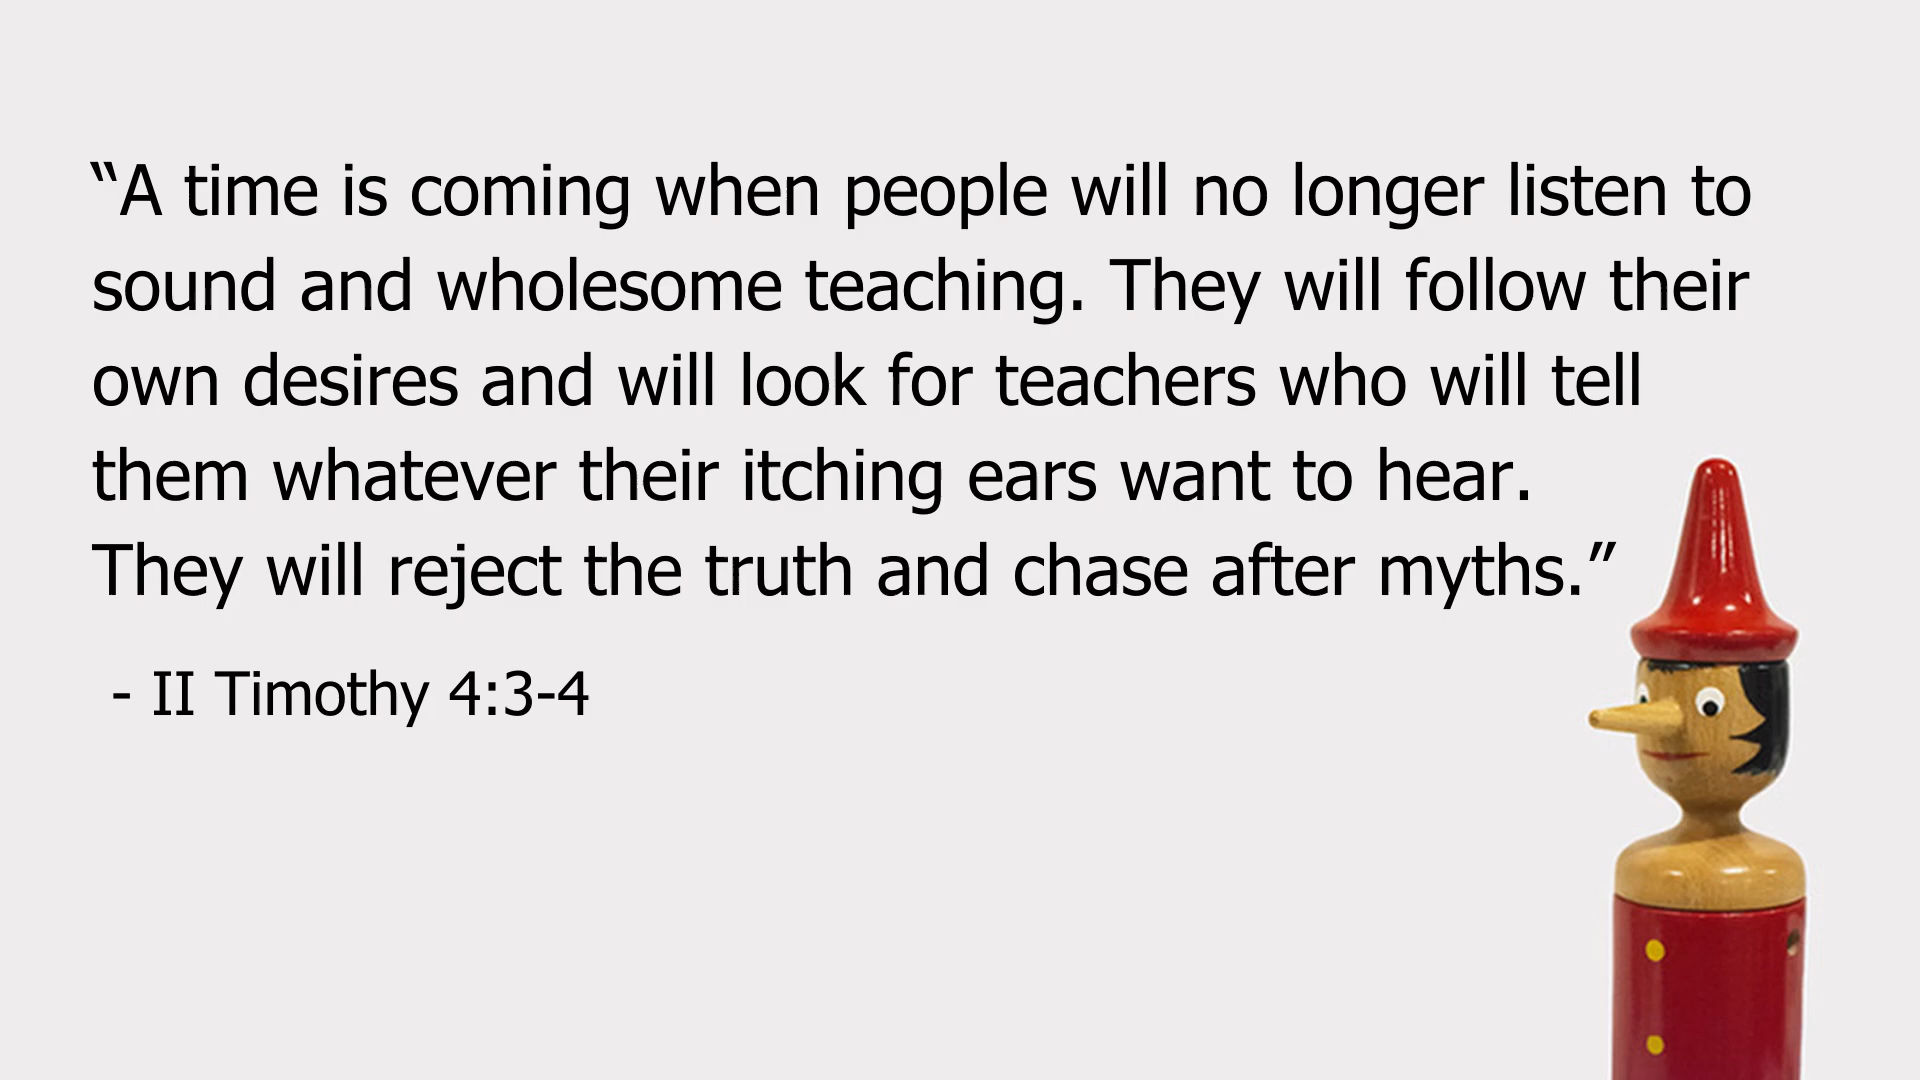 “A time is coming when people will no longer listen to
sound and wholesome teaching. They will follow their
own desires and will look for teachers who will tell
them whatever their itching ears want to hear.
They will reject the truth and chase after myths.”
- II Timothy 4:3-4